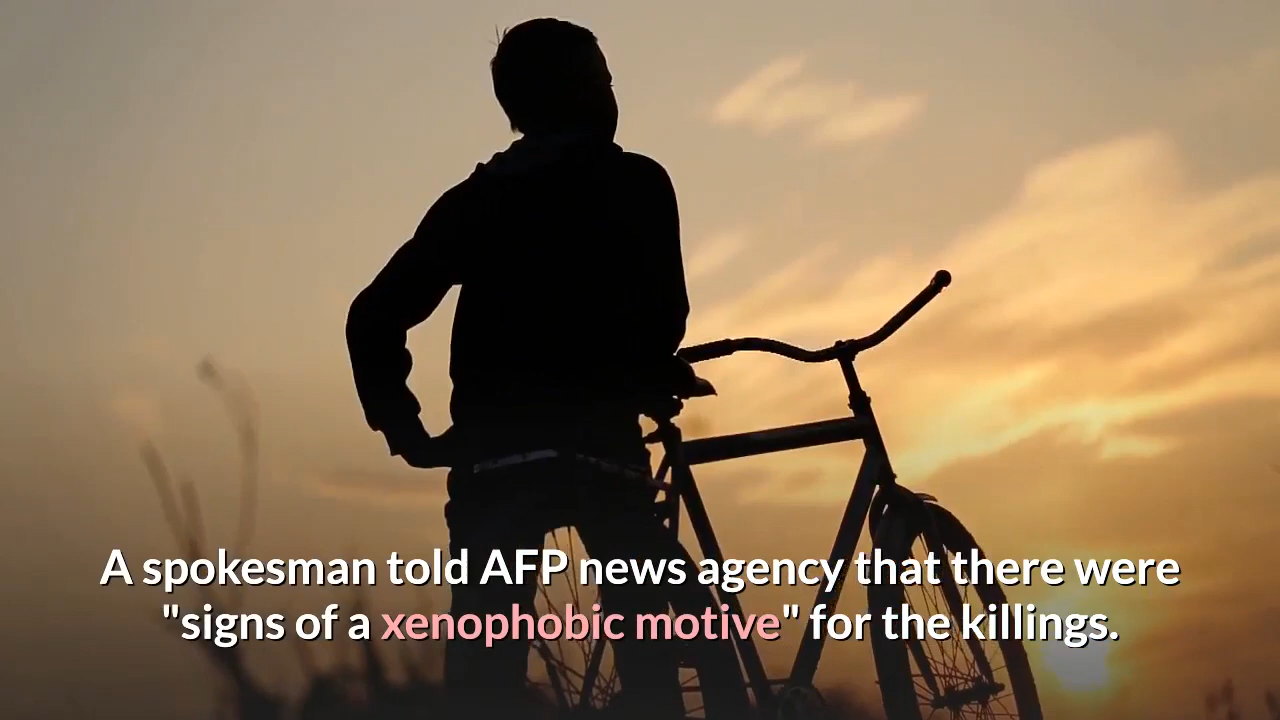 A spokesman told AFP news agency that there were
"signs of a xenophobic motive" for the killings.